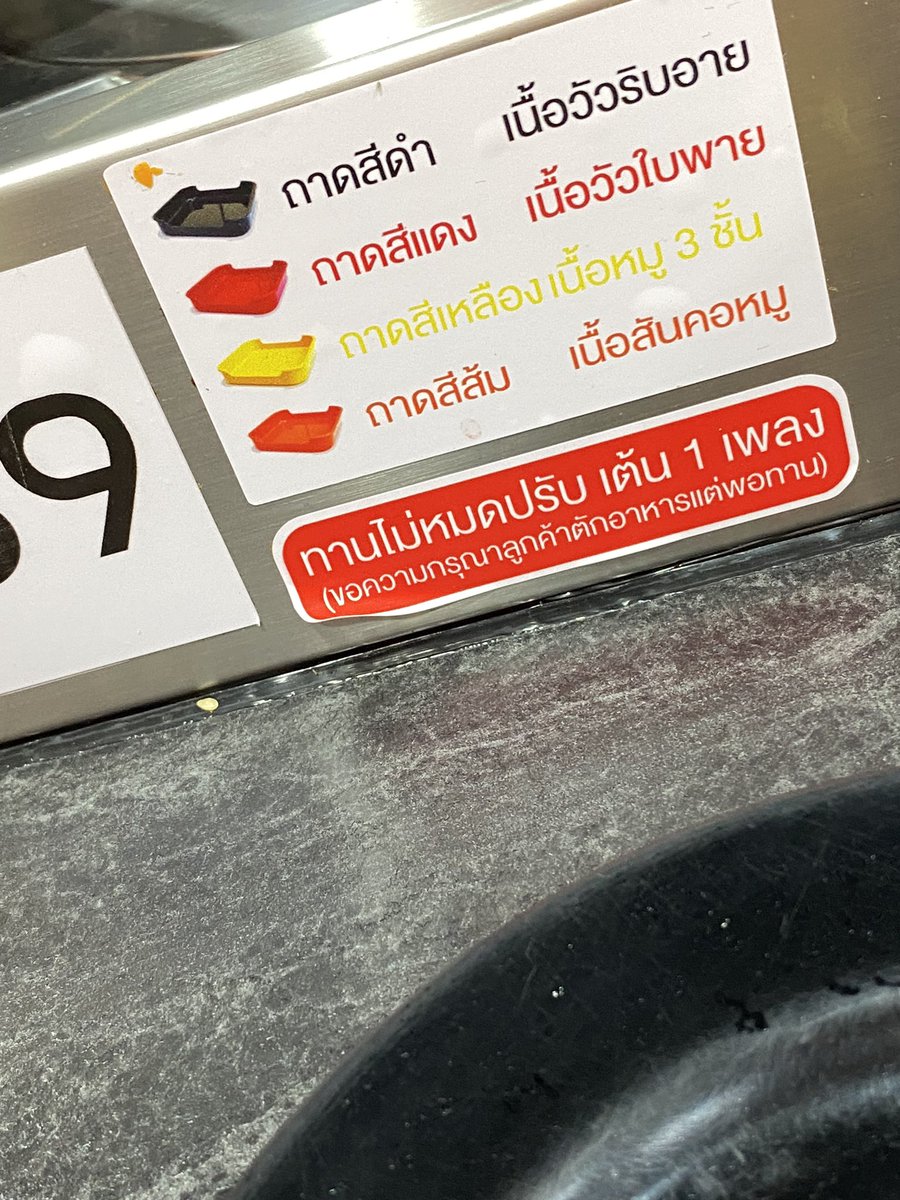 ถาดสีดำ เนื้อวัวริบอาย
ถาดสีแดง เนื้อวัวใบพาย
ถาดสีเหลือง เนื้อหมู 3 ชั้น
ถาดสีส้ม เนื้อสันคอหมู
ทานไม่หมดปรับ เต้น 1 เพลง
(ขอความกรุณาลูกค้าตักอาหารแต่พอทาน)
9